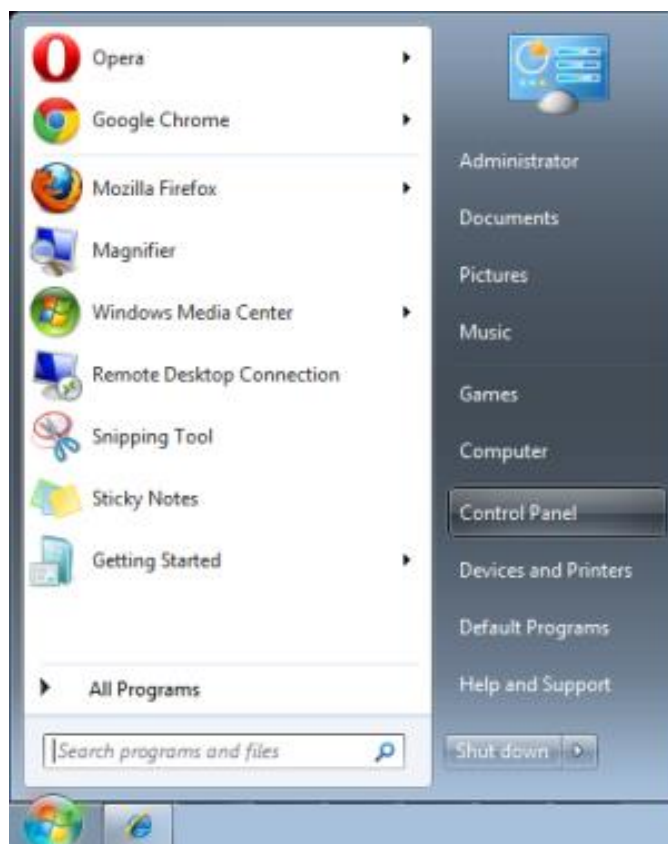 Opera
Google Chrome
Mozilla Firefox
Magnifier
Windows Media Center
Remote Desktop Connection
Snipping Tool
Sticky Notes
Getting Started
All Programs
Search programs and files
Administrator
Documents
Pictures
Music
Games
Computer
Control Panel
Devices and Printers
Default Programs
Help and Support
Shut down